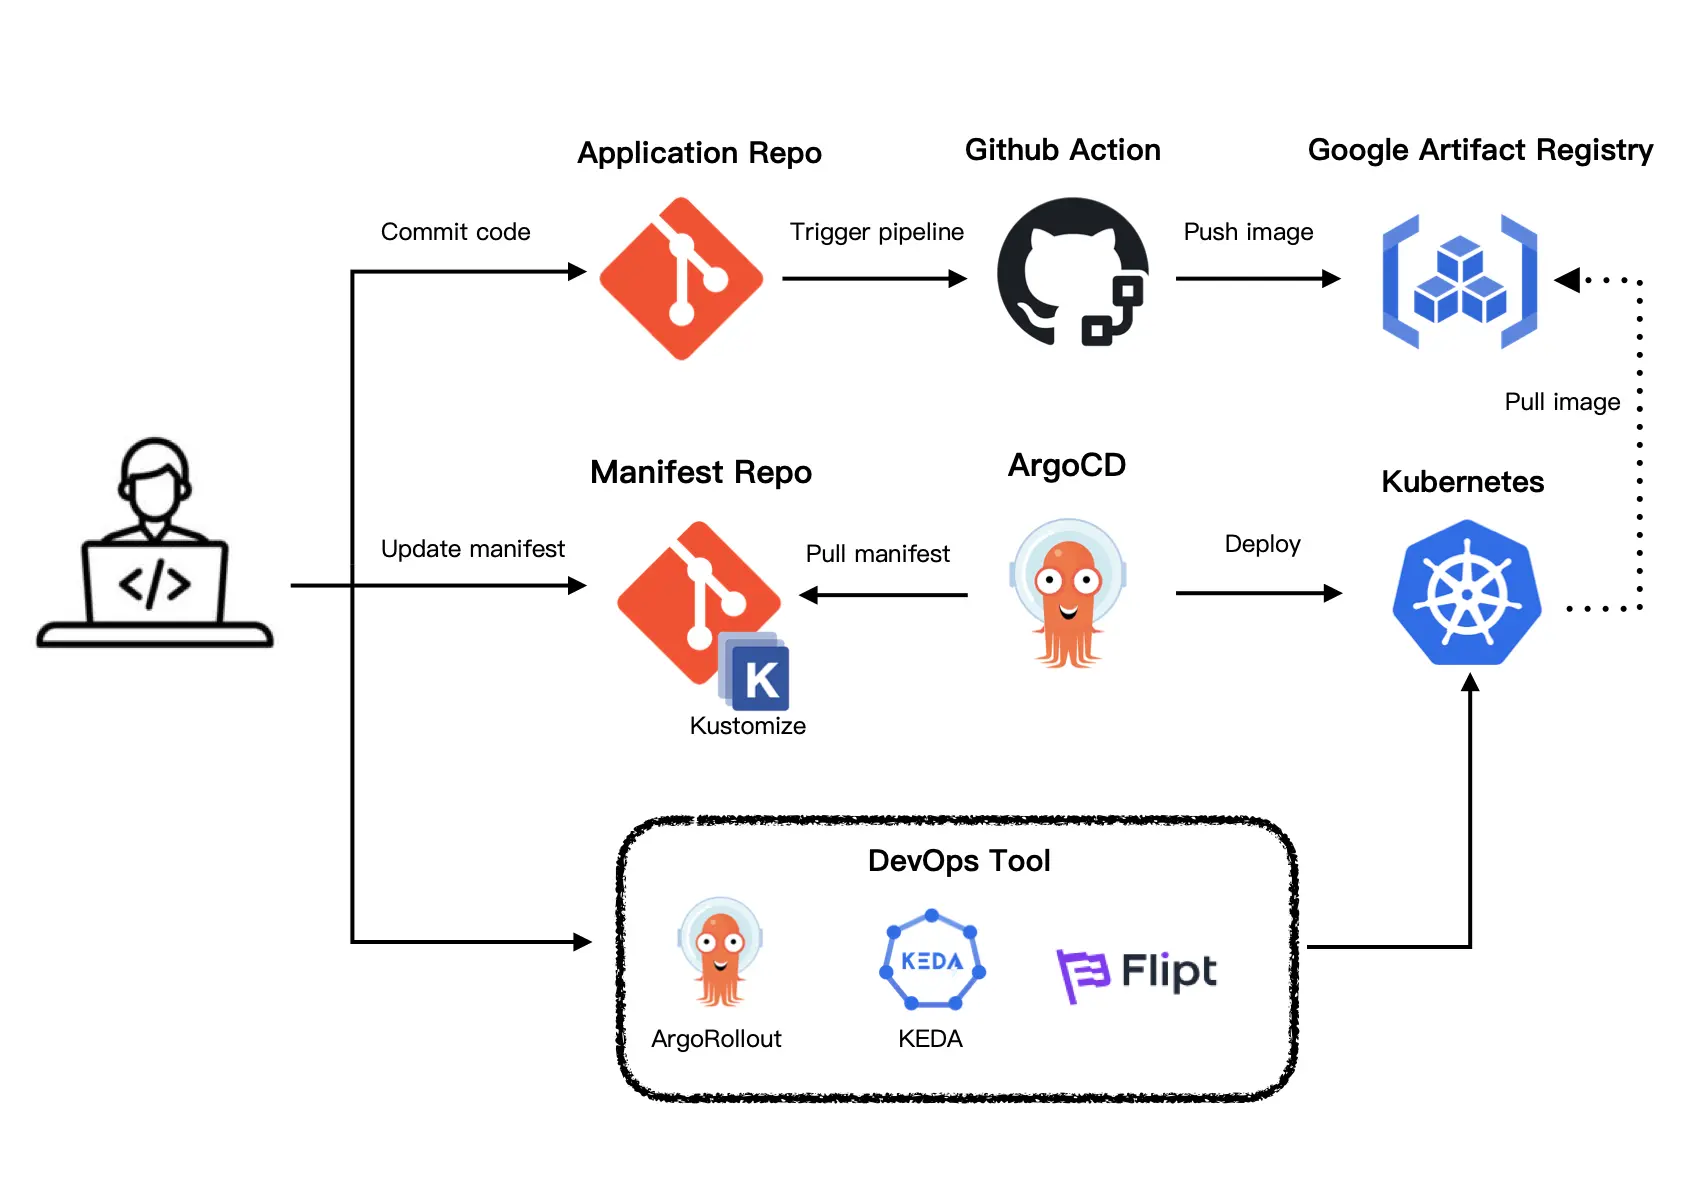 Application Repo
Github Action
Google Artifact Registry
Commit code
Trigger pipeline
Push image
Pull image
Manifest Repo
ArgoCD
Kubernetes
Update manifest
Pull manifest
Deploy
</>
K
Kustomize
DevOps Tool
KEDA
Flipt
ArgoRollout
KEDA